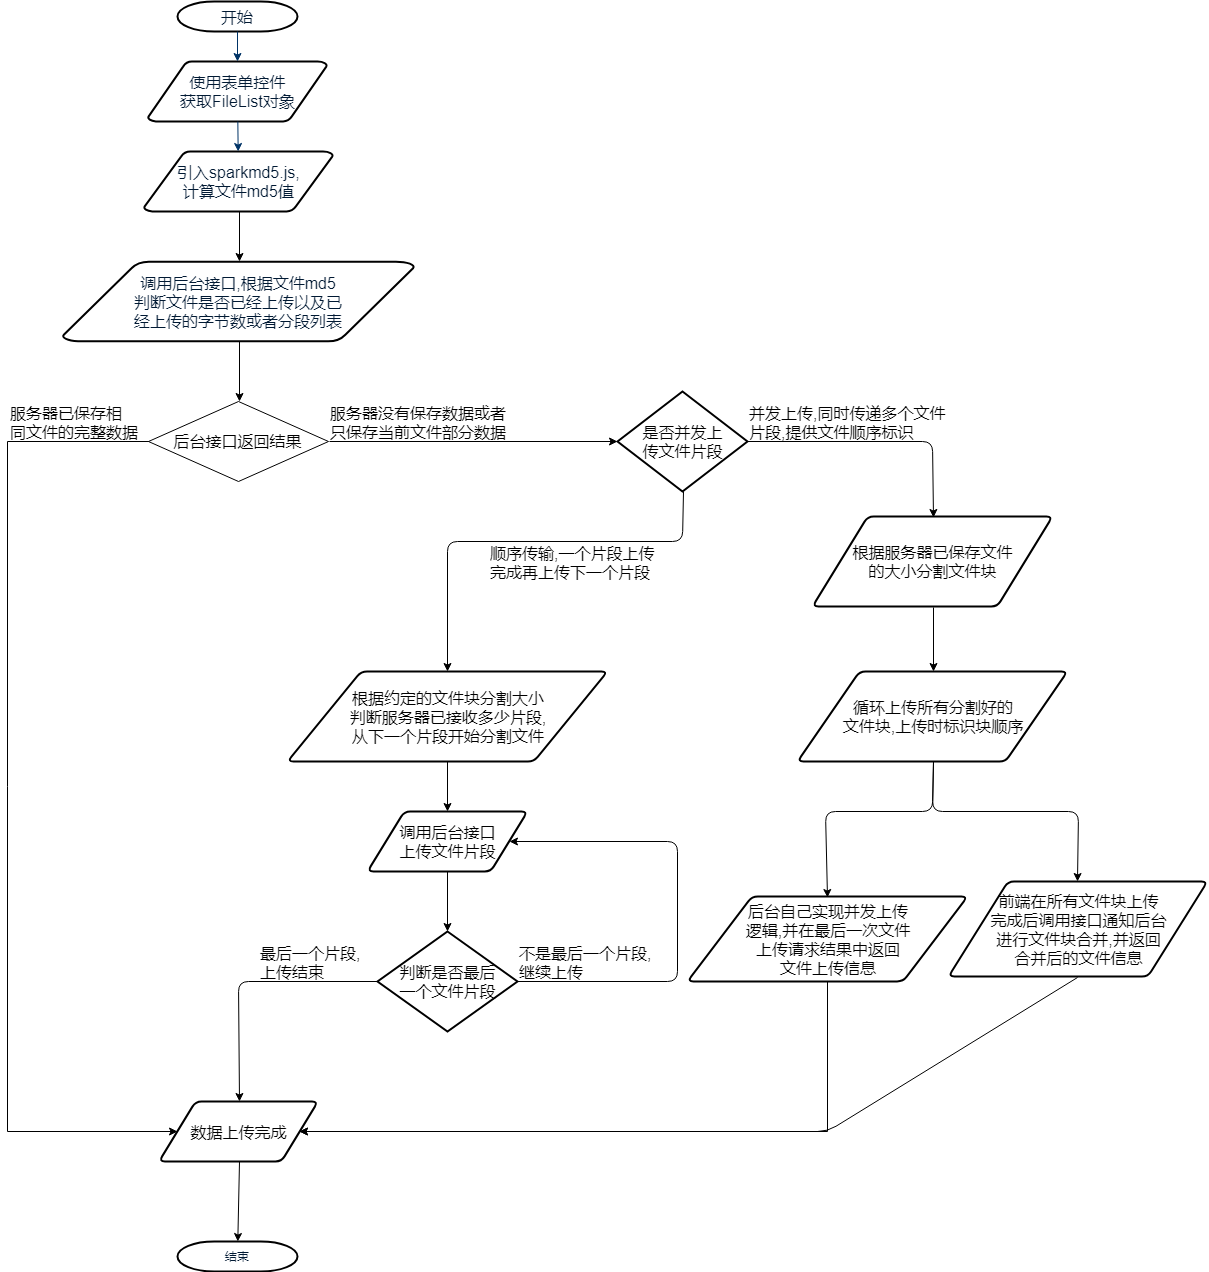 开始
使用表单控件
获取FileList对象
引入sparkmd5.js,
计算文件md5值
调用后台接口,根据文件md5
判断文件是否已经上传以及已
经上传的字节数或者分段列表
服务器已保存相
同文件的完整数据
后台接口返回结果
服务器没有保存数据或者
只保存当前文件部分数据
是否并发上
传文件片段
并发上传,同时传递多个文件
片段,提供文件顺序标识
顺序传输,一个片段上传
完成再上传下一个片段
根据服务器已保存文件
的大小分割文件块
根据约定的文件块分割大小
判断服务器已接收多少片段,
从下一个片段开始分割文件
循环上传所有分割好的
文件块,上传时标识块顺序
调用后台接口
上传文件片段
后台自己实现并发上传
逻辑,并在最后一次文件
上传请求结果中返回
文件上传信息
前端在所有文件块上传
完成后调用接口通知后台
进行文件块合并,并返回
合并后的文件信息
最后一个片段,
上传结束
判断是否最后
一个文件片段
不是最后一个片段,
继续上传
数据上传完成
结束